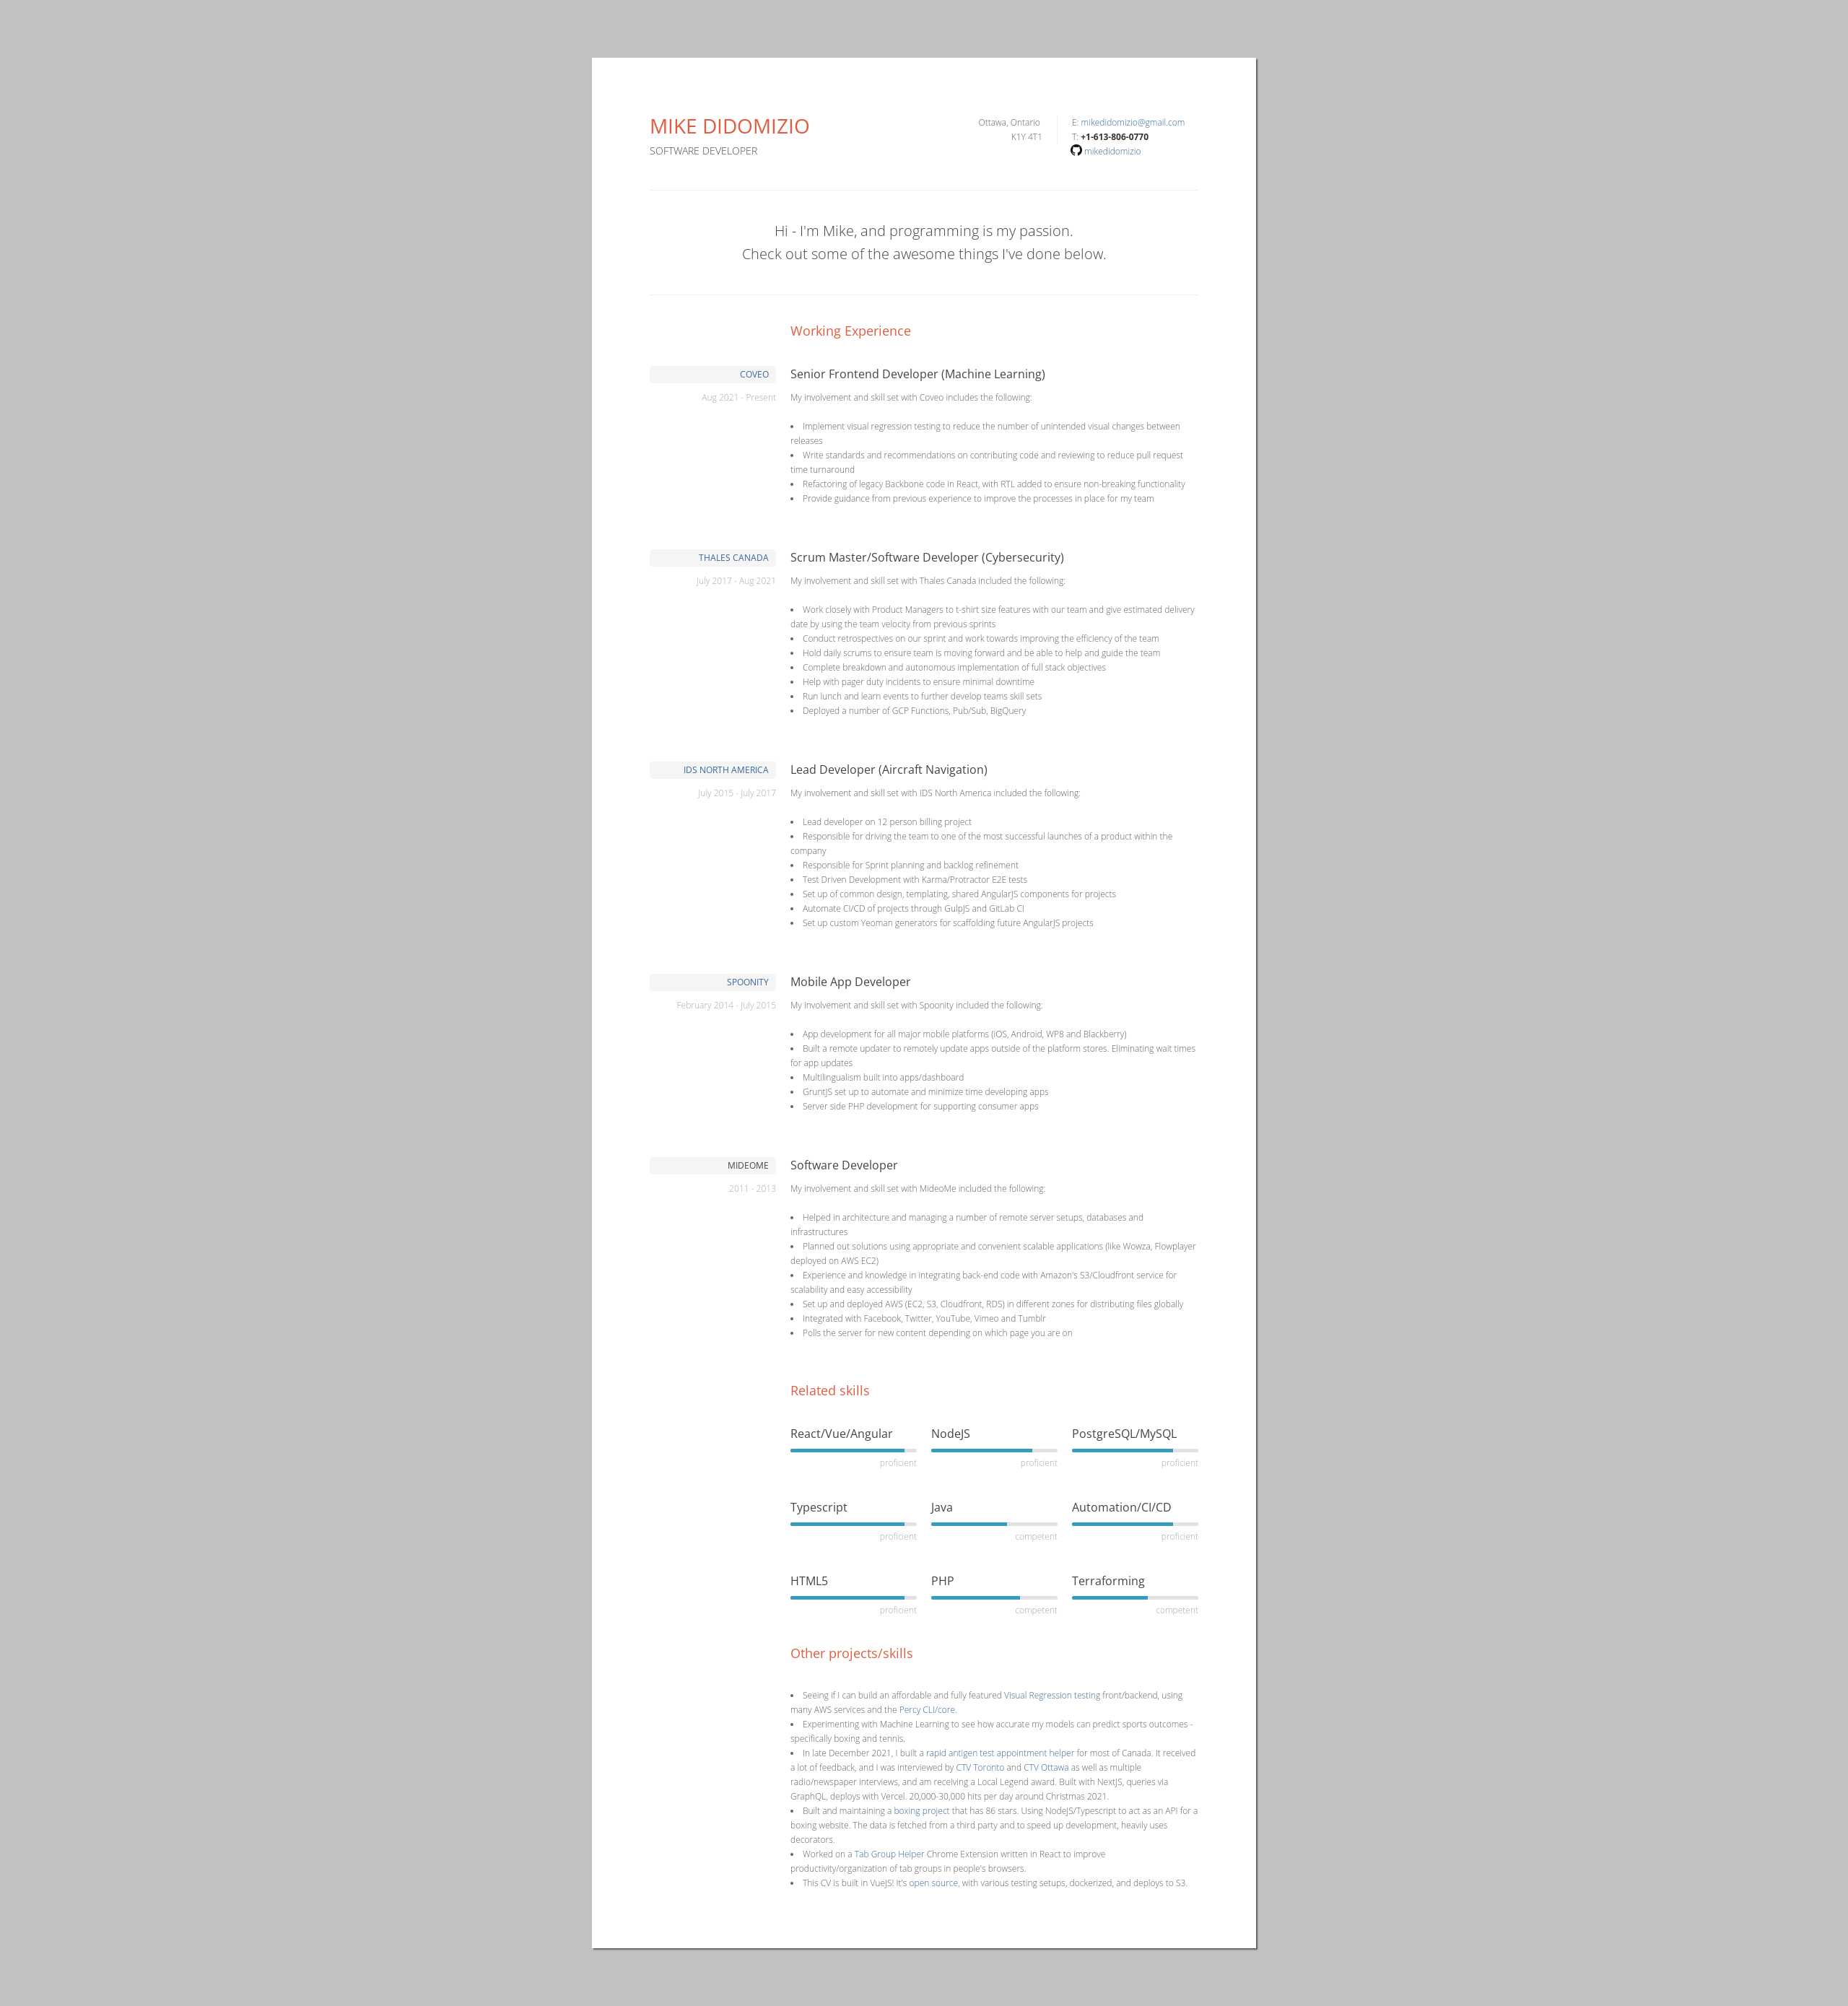 MIKE DIDOMIZIO
SOFTWARE DEVELOPER
Ottawa, Ontario
K1Y 4T1
E: mikedidomizio@gmail.com
T: +1-613-806-0770
mikedidomizio
Hi - I'm Mike, and programming is my passion.
Check out some of the awesome things I've done below.
Working Experience
COVEO
Aug 2021 - Present
Senior Frontend Developer (Machine Learning)
My involvement and skill set with Coveo includes the following:
• Implement visual regression testing to reduce the number of unintended visual changes between
releases
• Write standards and recommendations on contributing code and reviewing to reduce pull request
time turnaround
• Refactoring of legacy Backbone code in React, with RTL added to ensure non-breaking functionality
• Provide guidance from previous experience to improve the processes in place for my team
THALES CANADA
July 2017 - Aug 2021
Scrum Master/Software Developer (Cybersecurity)
My involvement and skill set with Thales Canada included the following:
• Work closely with Product Managers to t-shirt size features with our team and give estimated delivery
date by using the team velocity from previous sprints
• Conduct retrospectives on our sprint and work towards improving the efficiency of the team
• Hold daily scrums to ensure team is moving forward and be able to help and guide the team
• Complete breakdown and autonomous implementation of full stack objectives
• Help with pager duty incidents to ensure minimal downtime
• Run lunch and learn events to further develop teams skill sets
• Deployed a number of GCP Functions, Pub/Sub, BigQuery
IDS NORTH AMERICA
July 2015 - July 2017
Lead Developer (Aircraft Navigation)
My involvement and skill set with IDS North America included the following:
• Lead developer on 12 person billing project
• Responsible for driving the team to one of the most successful launches of a product within the
company
• Responsible for Sprint planning and backlog refinement
• Test Driven Development with Karma/Protractor E2E tests
• Set up of common design, templating, shared AngularJS components for projects
• Automate CI/CD of projects through GulpJS and GitLab CI
• Set up custom Yeoman generators for scaffolding future AngularJS projects
SPOONITY
February 2014 - July 2015
Mobile App Developer
My involvement and skill set with Spoonity included the following:
• App development for all major mobile platforms (iOS, Android, WP8 and Blackberry)
• Built a remote updater to remotely update apps outside of the platform stores. Eliminating wait times
for app updates
• Multilingualism built into apps/dashboard
• GruntJS set up to automate and minimize time developing apps
• Server side PHP development for supporting consumer apps
MIDEOME
2011 - 2013
Software Developer
My involvement and skill set with MideoMe included the following:
• Helped in architecture and managing a number of remote server setups, databases and
infrastructures
• Planned out solutions using appropriate and convenient scalable applications (like Wowza, Flowplayer
deployed on AWS EC2)
• Experience and knowledge in integrating back-end code with Amazon's S3/Cloudfront service for
scalability and easy accessibility
• Set up and deployed AWS (EC2, S3, Cloudfront, RDS) in different zones for distributing files globally
• Integrated with Facebook, Twitter, YouTube, Vimeo and Tumblr
• Polls the server for new content depending on which page you are on
Related skills
React/Vue/Angular NodeJS PostgreSQL/MySQL
proficient proficient proficient
Typescript Java Automation/CI/CD
proficient competent proficient
HTML5 PHP Terraforming
proficient competent competent
Other projects/skills
• Seeing if I can build an affordable and fully featured Visual Regression testing front/backend, using
many AWS services and the Percy CLI/core.
• Experimenting with Machine Learning to see how accurate my models can predict sports outcomes -
specifically boxing and tennis.
• In late December 2021, I built a rapid antigen test appointment helper for most of Canada. It received
a lot of feedback, and I was interviewed by CTV Toronto and CTV Ottawa as well as multiple
radio/newspaper interviews, and am receiving a Local Legend award. Built with NextJS, queries via
GraphQL, deploys with Vercel. 20,000-30,000 hits per day around Christmas 2021.
• Built and maintaining a boxing project that has 86 stars. Using NodeJS/Typescript to act as an API for a
boxing website. The data is fetched from a third party and to speed up development, heavily uses
decorators.
• Worked on a Tab Group Helper Chrome Extension written in React to improve
productivity/organization of tab groups in people's browsers.
• This CV is built in VueJS! It's open source, with various testing setups, dockerized, and deploys to S3.